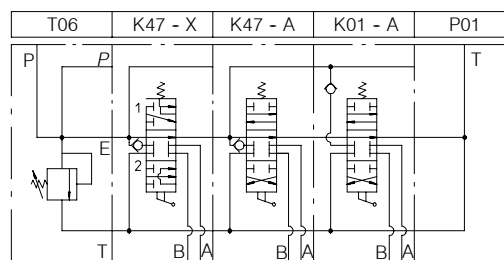 T06 K47 - X K47 - A K01 - A P01
P P T
1
E
2
T B A B A B A